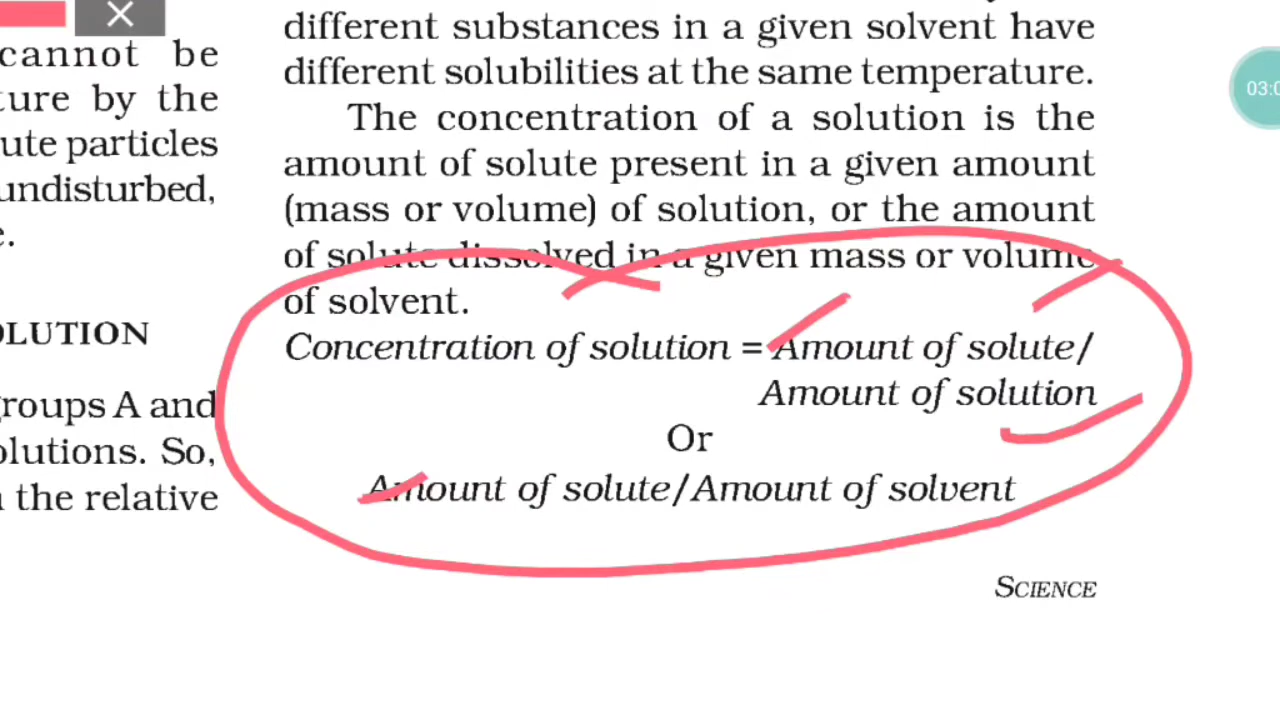 cannot be
ture by the
ute particles
undisturbed,
e.
OLUTION
groups A and
olutions. So,
the relative
different substances in a given solvent have
different solubilities at the same temperature.
The concentration of a solution is the
amount of solute present in a given amount
(mass or volume) of solution, or the amount
of solute dissolved in a given mass or volume
of solvent.
Concentration of solution = Amount of solute/
Amount of solution
Or
Amount of solute/Amount of solvent
SCIENCE
03:0